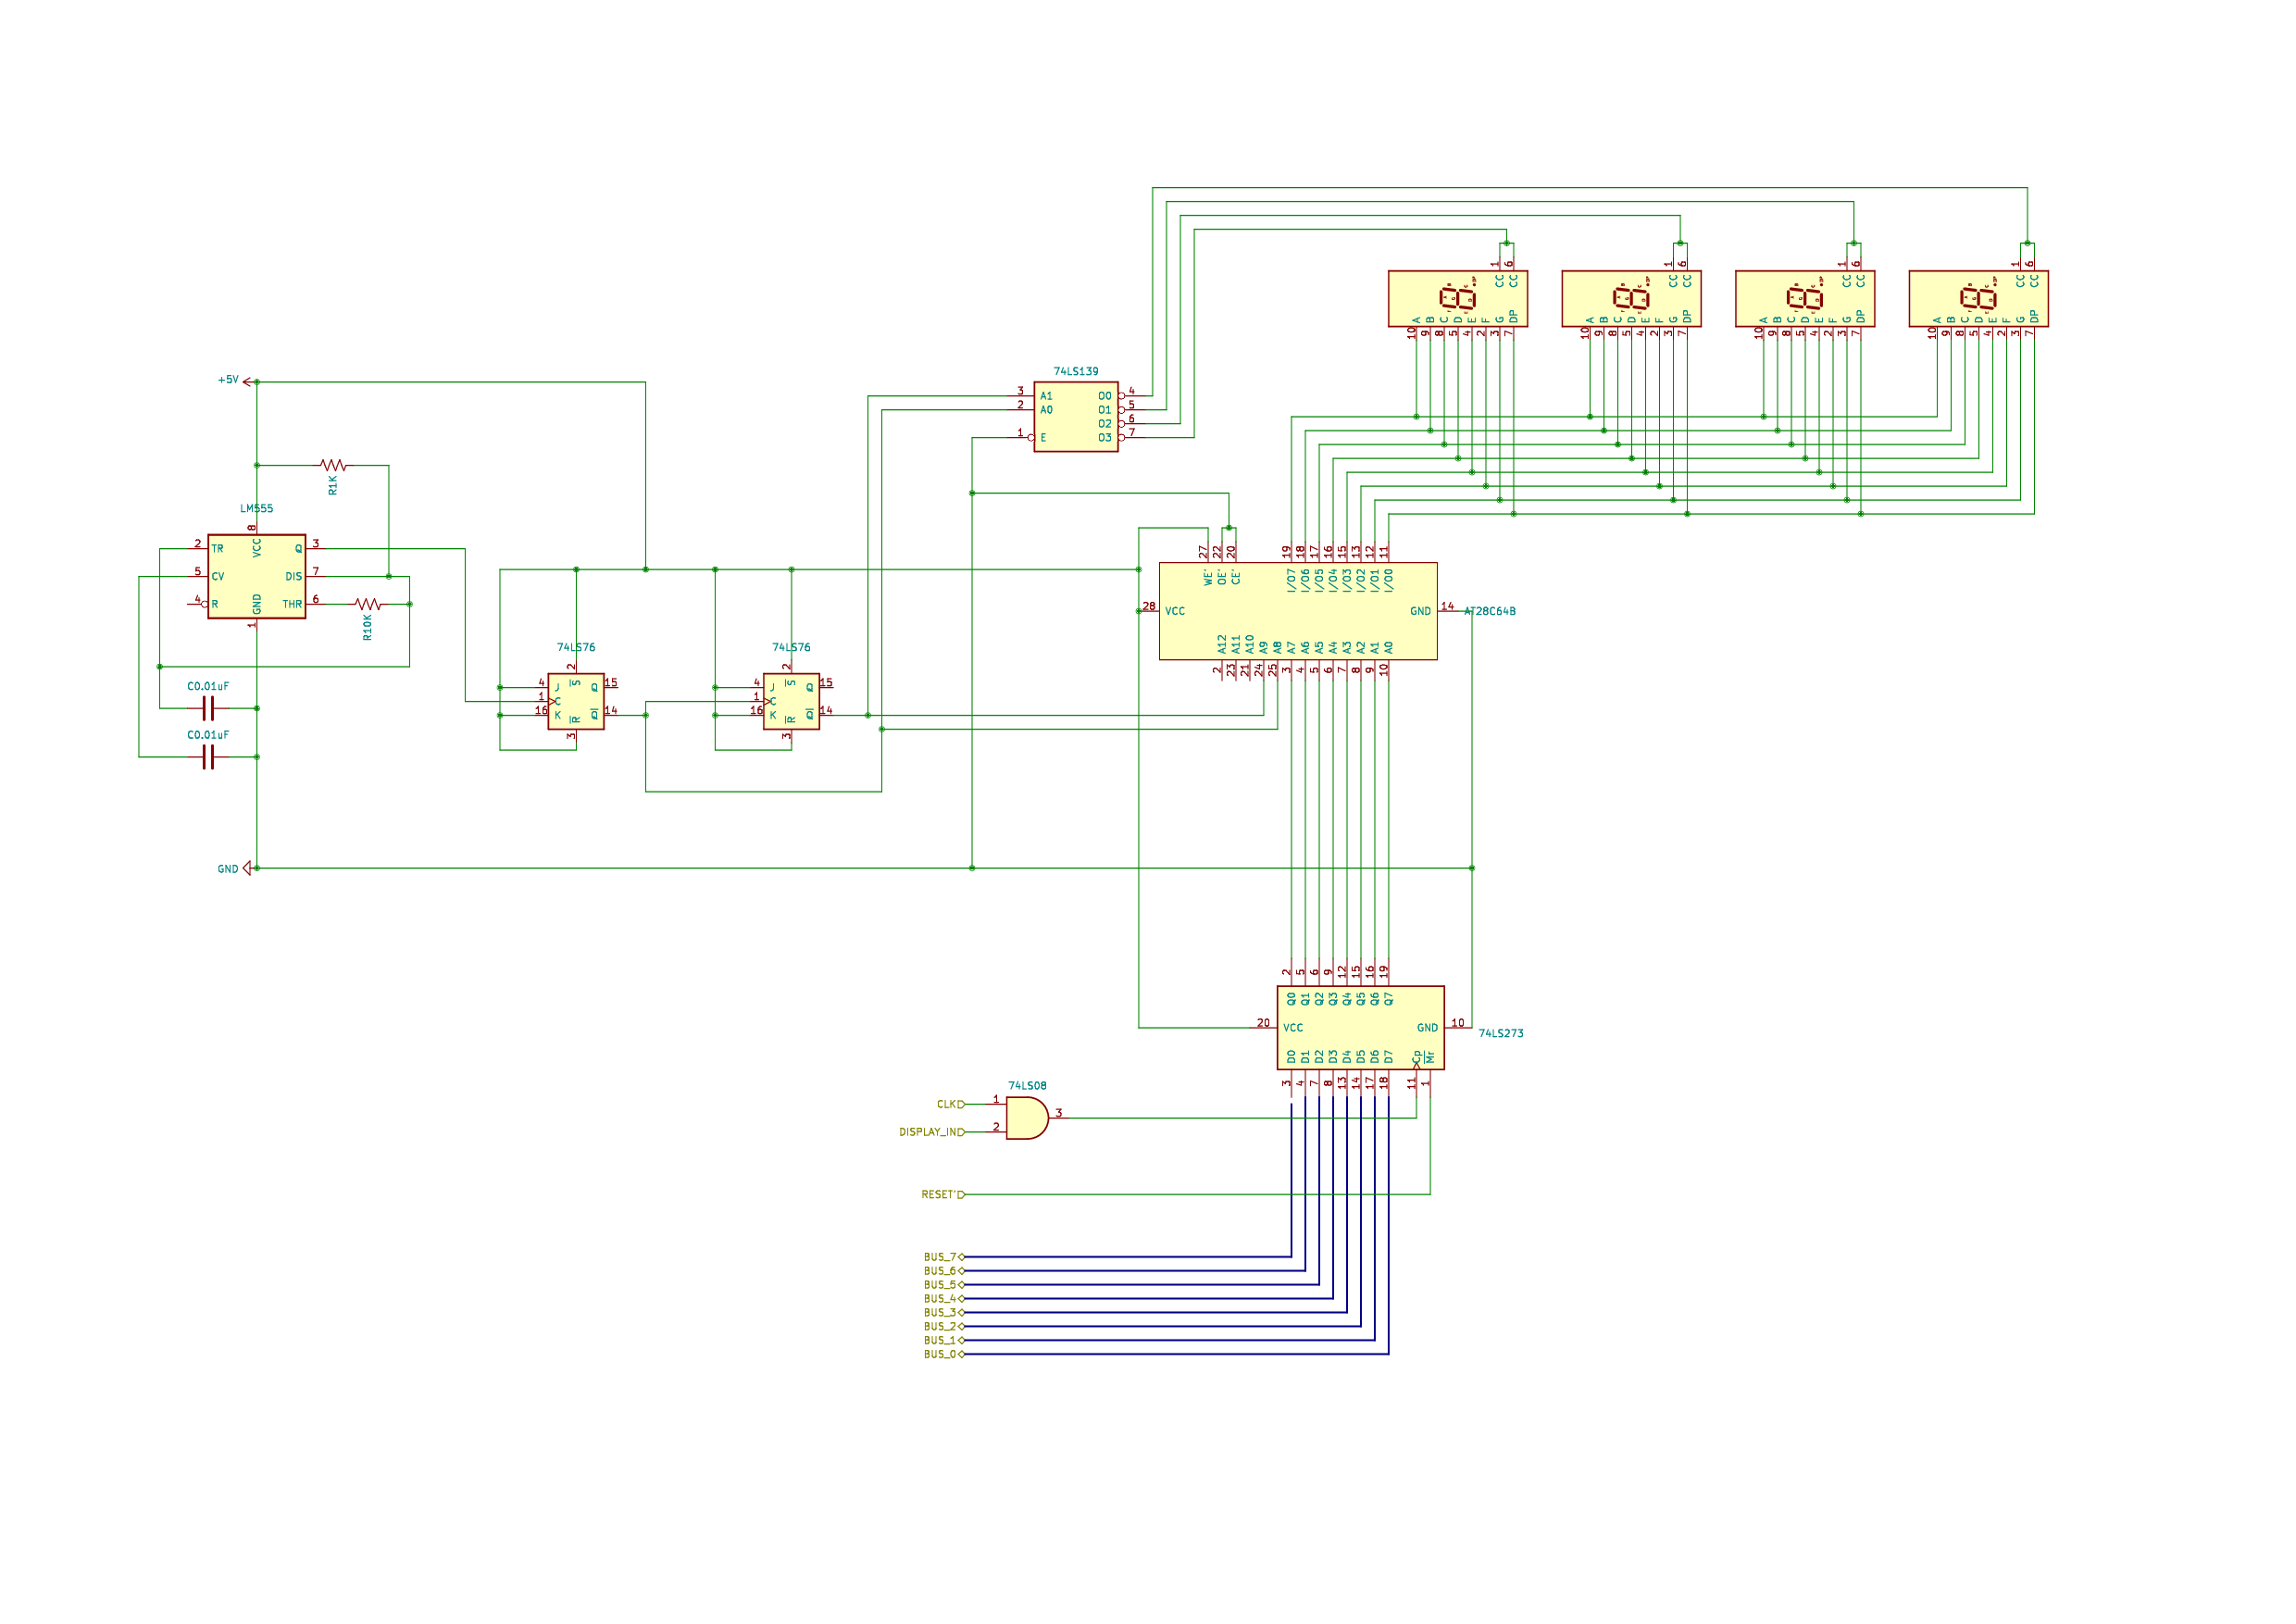 1 6 1 6 1 6 1 6
CC CC CC CC CC CC CC CC
A B C D E F G DP A B C D E F G DP A B C D E F G DP A B C D E F G DP
10 9 8 5 4 2 3 7 10 9 8 5 4 2 3 7 10 9 8 5 4 2 3 7 10 9 8 5 4 2 3 7
74LS139
+5V
3 A1 O0 4
2 A0 O1 5
O2 6
1 E O3 7
R1K
LM555
8
VCC
2 TR Q 3
5 CV DIS 7
4 R THR 6
GND
1
R10K
27 22 20 19 18 17 16 15 13 12 11
WE' OE' CE' I/O7 I/O6 I/O5 I/O4 I/O3 I/O2 I/O1 I/O0
28 VCC GND 14 AT28C64B
A12 A11 A10 A9 A8 A7 A6 A5 A4 A3 A2 A1 A0
2 23 21 24 25 3 4 5 6 7 8 9 10
74LS76 74LS76
2 2
4 J S Q 15 4 J S Q 15
1 C 1 C
16 K R Q 14 16 K R Q 14
3 3
C0.01uF
C0.01uF
GND
2 5 6 9 12 15 16 19
Q0 Q1 Q2 Q3 Q4 Q5 Q6 Q7
20 VCC GND 10
74LS273
D0 D1 D2 D3 D4 D5 D6 D7 Cp Mr
3 4 7 8 13 14 17 18 11 1
74LS08
CLK 1
3
DISPLAY_IN 2
RESET'
BUS_7
BUS_6
BUS_5
BUS_4
BUS_3
BUS_2
BUS_1
BUS_0